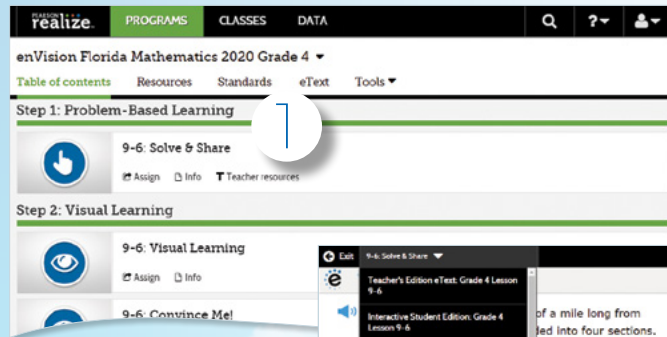 PEARSON
realize. PROGRAMS CLASSES DATA ?
enVision Florida Mathematics 2020 Grade 4
Table of contents Resources Standards eText Tools
Step 1: Problem-Based Learning
1
9-6: Solve & Share
Assign Info T Teacher resources
Step 2: Visual Learning
9-6: Visual Learning
Assign Info
9-6: Convince Me!
Exit 9-6: Solve & Share
Teacher's Edition eText: Grade 4 Lesson
9-6
Interactive Student Edition: Grade 4
Lesson 9-6
of a mile long from
ded into four sections.